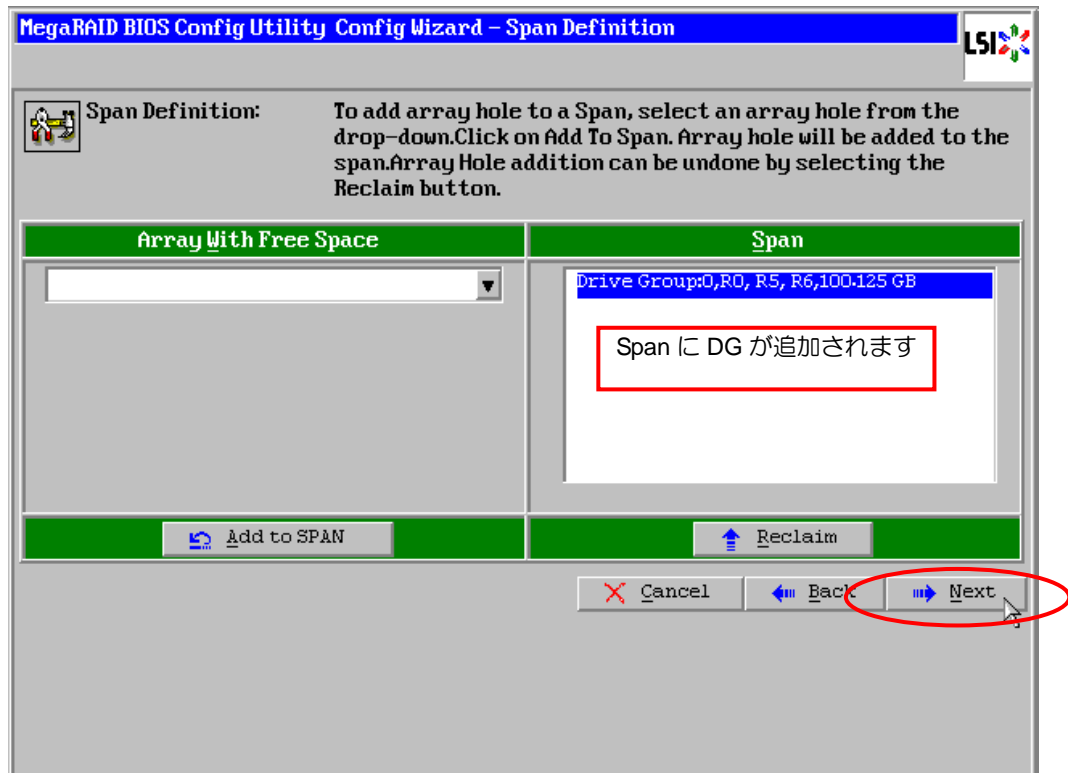 MegaRAID BIOS Config Utility Config Wizard – Span Definition
LSI
Span Definition:
To add array hole to a Span, select an array hole from the
drop-down.Click on Add To Span. Array hole will be added to the
span.Array Hole addition can be undone by selecting the
Reclaim button.
Array With Free Space
Span
Drive Group:0,R0, R5, R6,100.125 GB
Span に DG が追加されます
Add to SPAN
Reclaim
Cancel
Back
Next